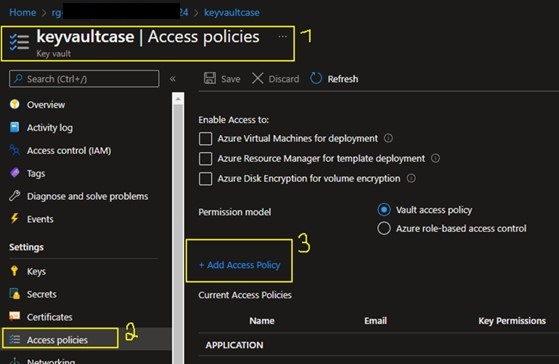 Home > rg- 24 > keyvaultcase
keyvaultcase | Access policies ... 1
Key vault
Search (Ctrl+/) «
Save Discard Refresh
Overview
Activity log
Access control (IAM)
Tags
Diagnose and solve problems
Events
Settings
Keys
Secrets
Certificates
Access policies 2
Networking
Enable Access to:
Azure Virtual Machines for deployment
Azure Resource Manager for template deployment
Azure Disk Encryption for volume encryption
Permission model
Vault access policy
Azure role-based access control
3
+ Add Access Policy
Current Access Policies
Name Email Key Permissions
APPLICATION